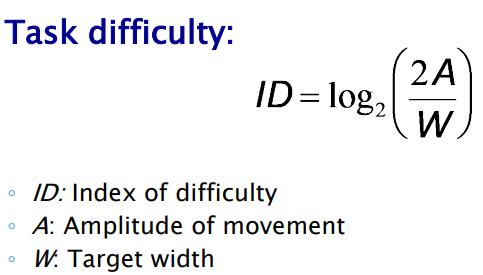 Task difficulty:
ID = log₂(2A/W)
◦ ID: Index of difficulty
◦ A: Amplitude of movement
◦ W: Target width